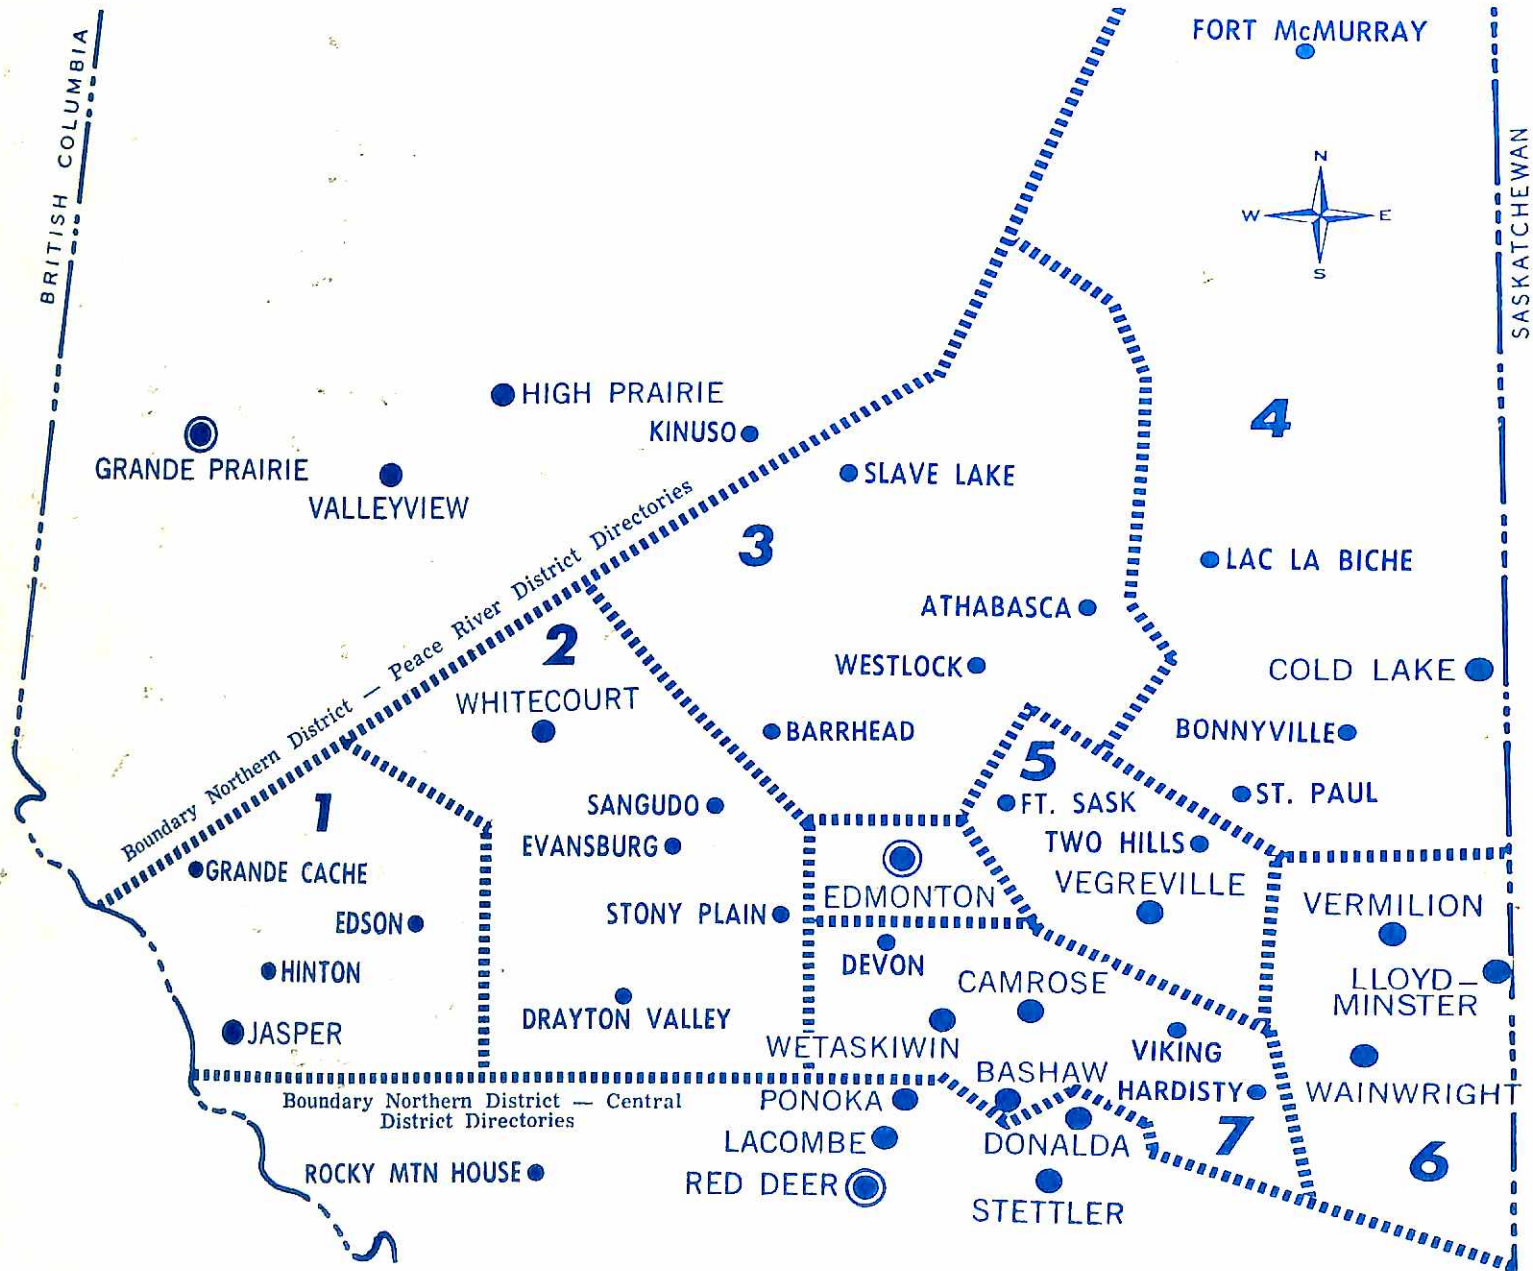 FORT McMURRAY
BRITISH COLUMBIA
SASKATCHEWAN
N
W E
S
HIGH PRAIRIE
KINUSO
GRANDE PRAIRIE
VALLEYVIEW
SLAVE LAKE
4
3
Boundary Northern District — Peace River District Directories
LAC LA BICHE
ATHABASCA
2
WESTLOCK
COLD LAKE
WHITECOURT
BARRHEAD
BONNYVILLE
5
1
SANGUDO
FT. SASK
ST. PAUL
EVANSBURG
TWO HILLS
GRANDE CACHE
VEGREVILLE
EDMONTON
VERMILION
EDSON
STONY PLAIN
DEVON
HINTON
CAMROSE
LLOYD–
MINSTER
DRAYTON VALLEY
JASPER
WETASKIWIN
VIKING
BASHAW
HARDISTY
WAINWRIGHT
Boundary Northern District — Central
District Directories
PONOKA
LACOMBE
DONALDA
7
6
ROCKY MTN HOUSE
RED DEER
STETTLER